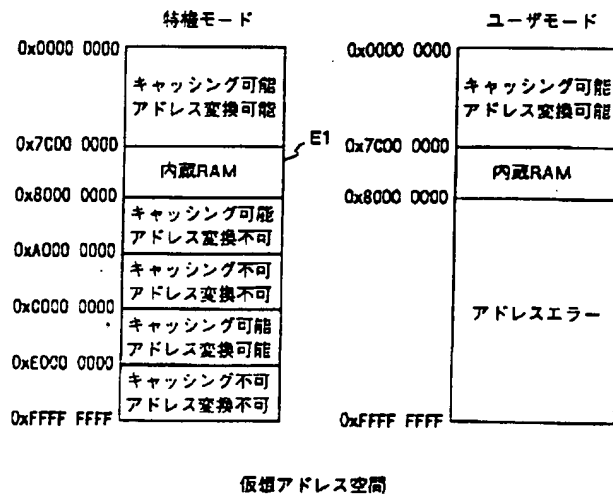 特権モード
0x0000 0000
キャッシング可能
アドレス変換可能
0x7C00 0000
E1
内蔵RAM
0x8000 0000
キャッシング可能
アドレス変換不可
0xA000 0000
キャッシング不可
アドレス変換不可
0xC000 0000
キャッシング可能
アドレス変換可能
0xE000 0000
キャッシング不可
アドレス変換不可
0xFFFF FFFF
ユーザモード
0x0000 0000
キャッシング可能
アドレス変換可能
0x7C00 0000
内蔵RAM
0x8000 0000
アドレスエラー
0xFFFF FFFF
仮想アドレス空間